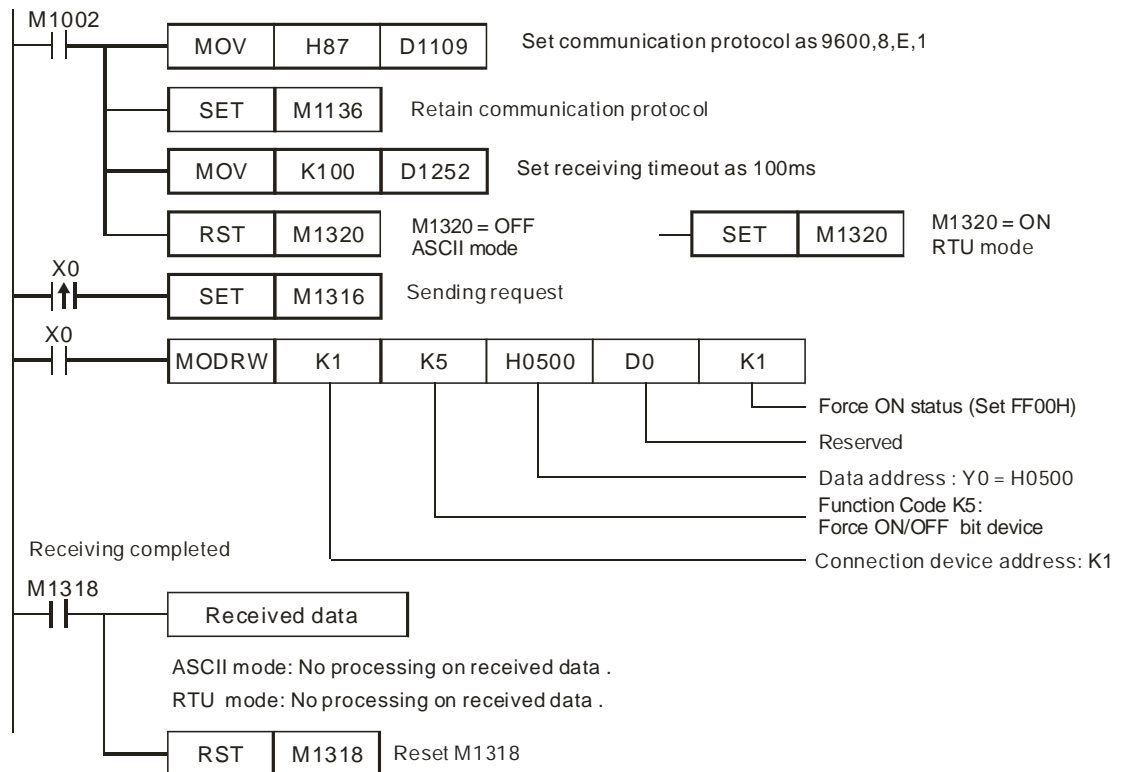 M1002
MOV H87 D1109 Set communication protocol as 9600,8,E,1
SET M1136 Retain communication protocol
MOV K100 D1252 Set receiving timeout as 100ms
RST M1320 M1320 = OFF
ASCII mode
SET M1320 M1320 = ON
RTU mode
X0
SET M1316 Sending request
X0
MODRW K1 K5 H0500 D0 K1
Force ON status (Set FF00H)
Reserved
Data address : Y0 = H0500
Function Code K5:
Force ON/OFF bit device
Connection device address: K1
Receiving completed
M1318
Received data
ASCII mode: No processing on received data .
RTU mode: No processing on received data .
RST M1318 Reset M1318